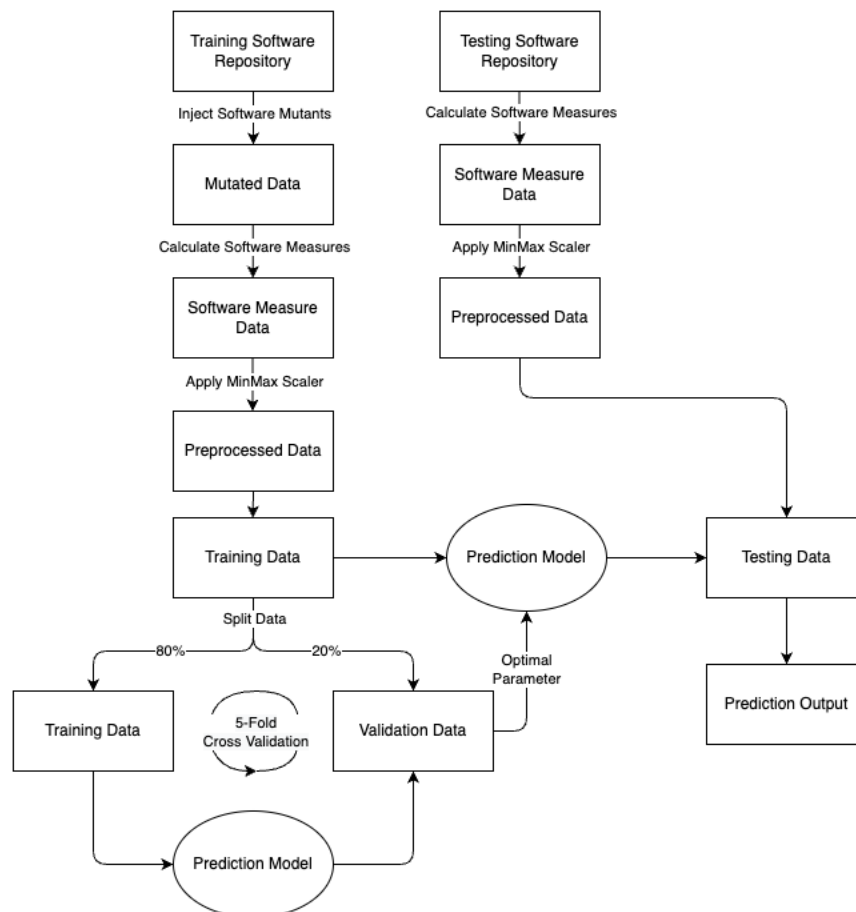 Training Software
Repository
Testing Software
Repository
Inject Software Mutants
Calculate Software Measures
Mutated Data
Software Measure
Data
Calculate Software Measures
Apply MinMax Scaler
Software Measure
Data
Preprocessed Data
Apply MinMax Scaler
Preprocessed Data
Training Data
Prediction Model
Testing Data
Split Data
80%
20%
Optimal
Parameter
Training Data
5-Fold
Cross Validation
Validation Data
Prediction Output
Prediction Model